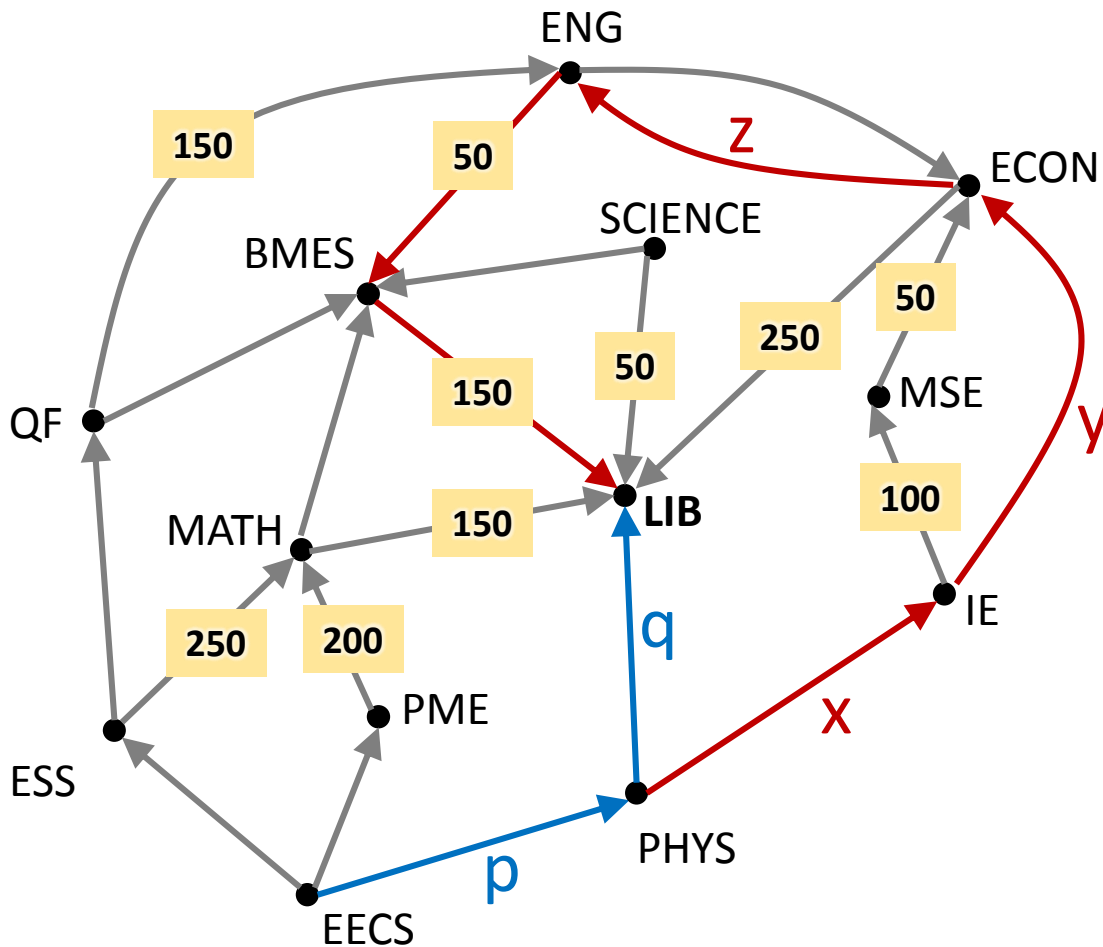 ENG
150
50
z
ECON
SCIENCE
BMES
50
250
50
150
MSE
y
QF
100
LIB
MATH
150
IE
250
200
q
PME
x
ESS
PHYS
p
EECS